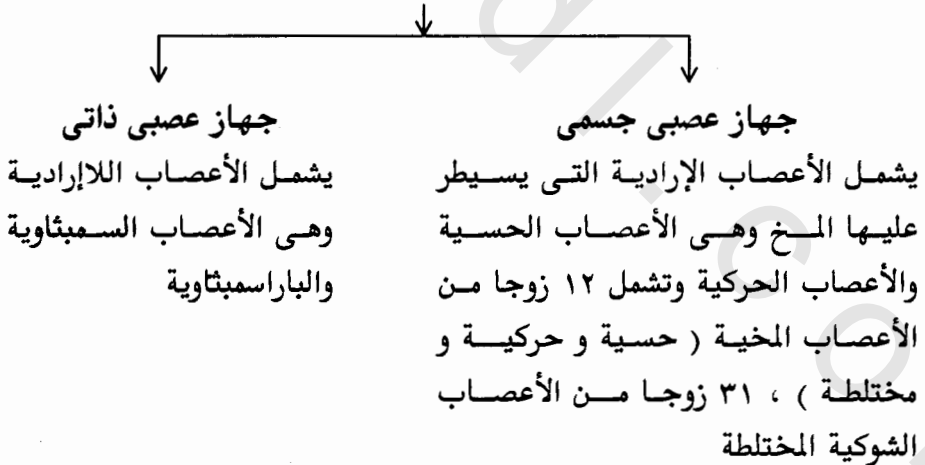 جهاز عصبى جسمى
يشمل الأعصاب الإرادية التى يسيطر
عليها المخ وهى الأعصاب الحسية
والأعصاب الحركية وتشمل ١٢ زوجا من
الأعصاب المخية ( حسية و حركية و
مختلطة ) ، ٣١ زوجا من الأعصاب
الشوكية المختلطة
جهاز عصبى ذاتى
يشمل الأعصاب اللاإرادية
وهى الأعصاب السمبثاوية
والباراسمبثاوية